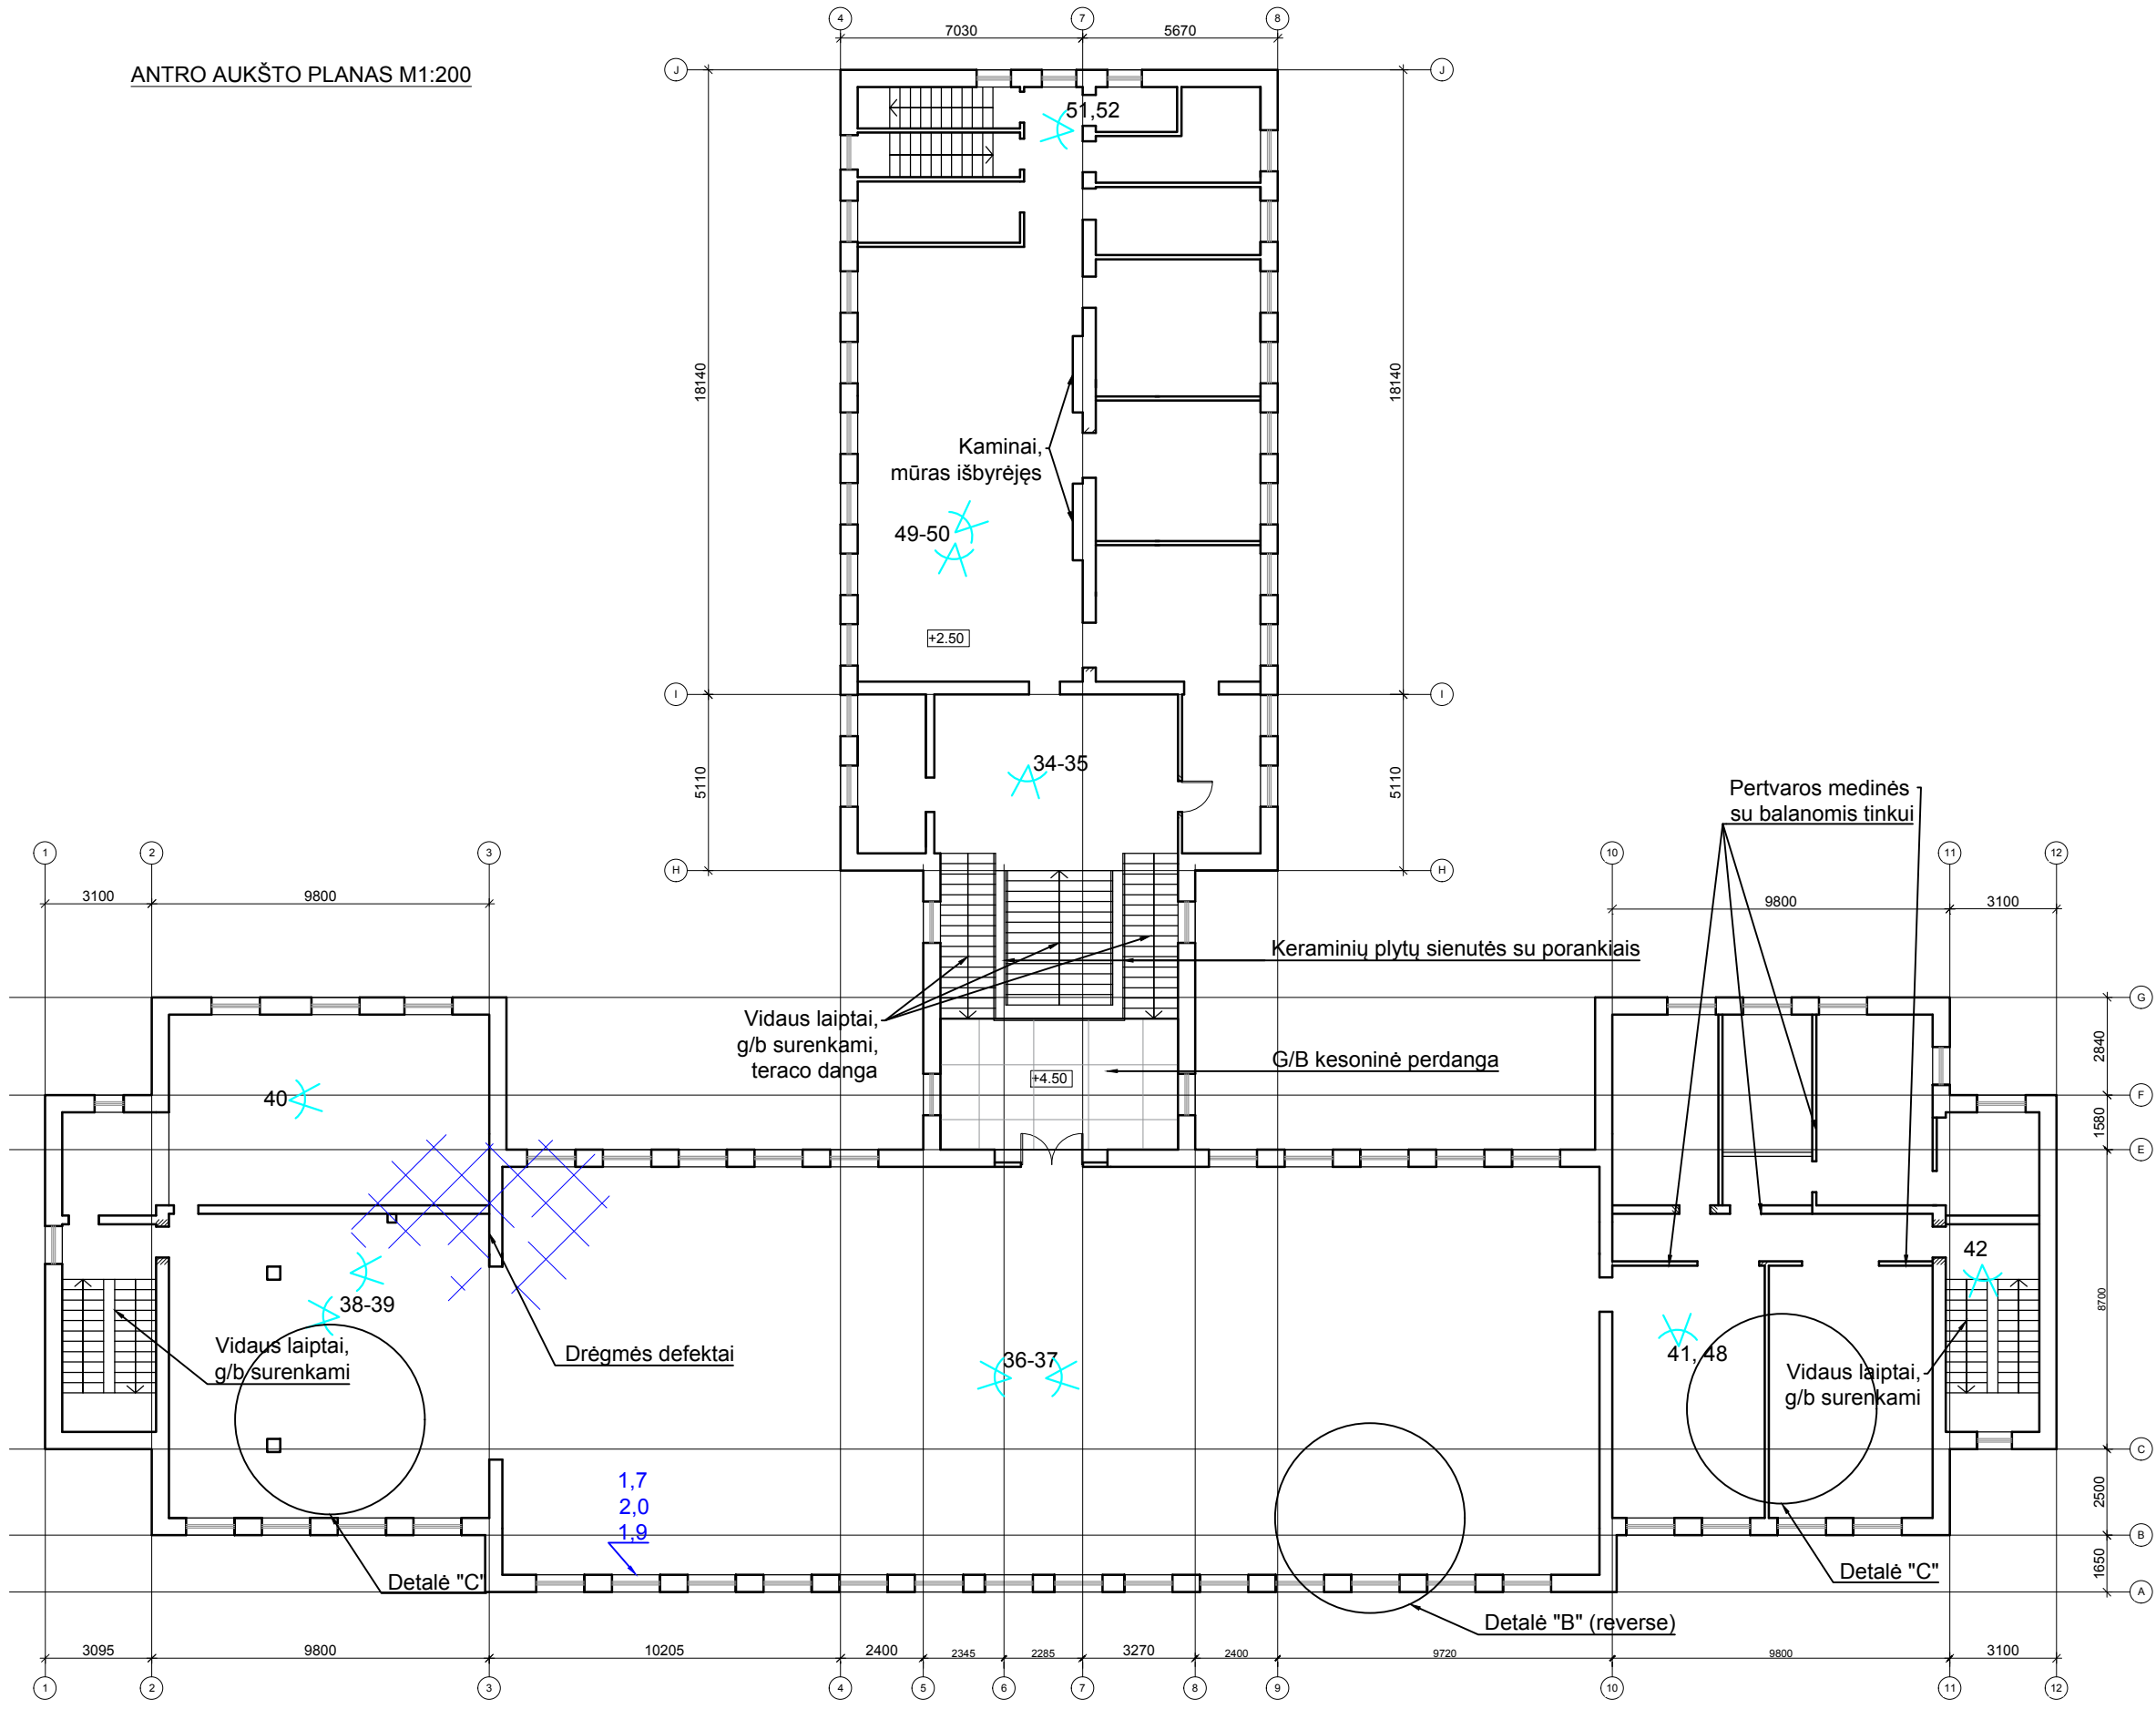 4
7
8
7030
5670
ANTRO AUKŠTO PLANAS M1:200
J
J
51,52
18140
18140
Kaminai,
mūras išbyrėjęs
49-50
+2.50
I
I
34-35
5110
5110
Pertvaros medinės
su balanomis tinkui
1
2
3
H
H
10
11
12
3100
9800
9800
3100
Keraminių plytų sienutės su porankiais
Vidaus laiptai,
g/b surenkami,
teraco danga
G/B kesoninė perdanga
+4.50
G
2840
F
1580
E
40
42
38-39
8700
Vidaus laiptai,
g/b surenkami
Drėgmės defektai
36-37
41, 48
Vidaus laiptai,
g/b surenkami
C
1,7
2,0
1,9
2500
B
Detalė "C"
Detalė "C"
1650
A
Detalė "B" (reverse)
3095
9800
10205
2400
2345
2285
3270
2400
9720
9800
3100
1
2
3
4
5
6
7
8
9
10
11
12